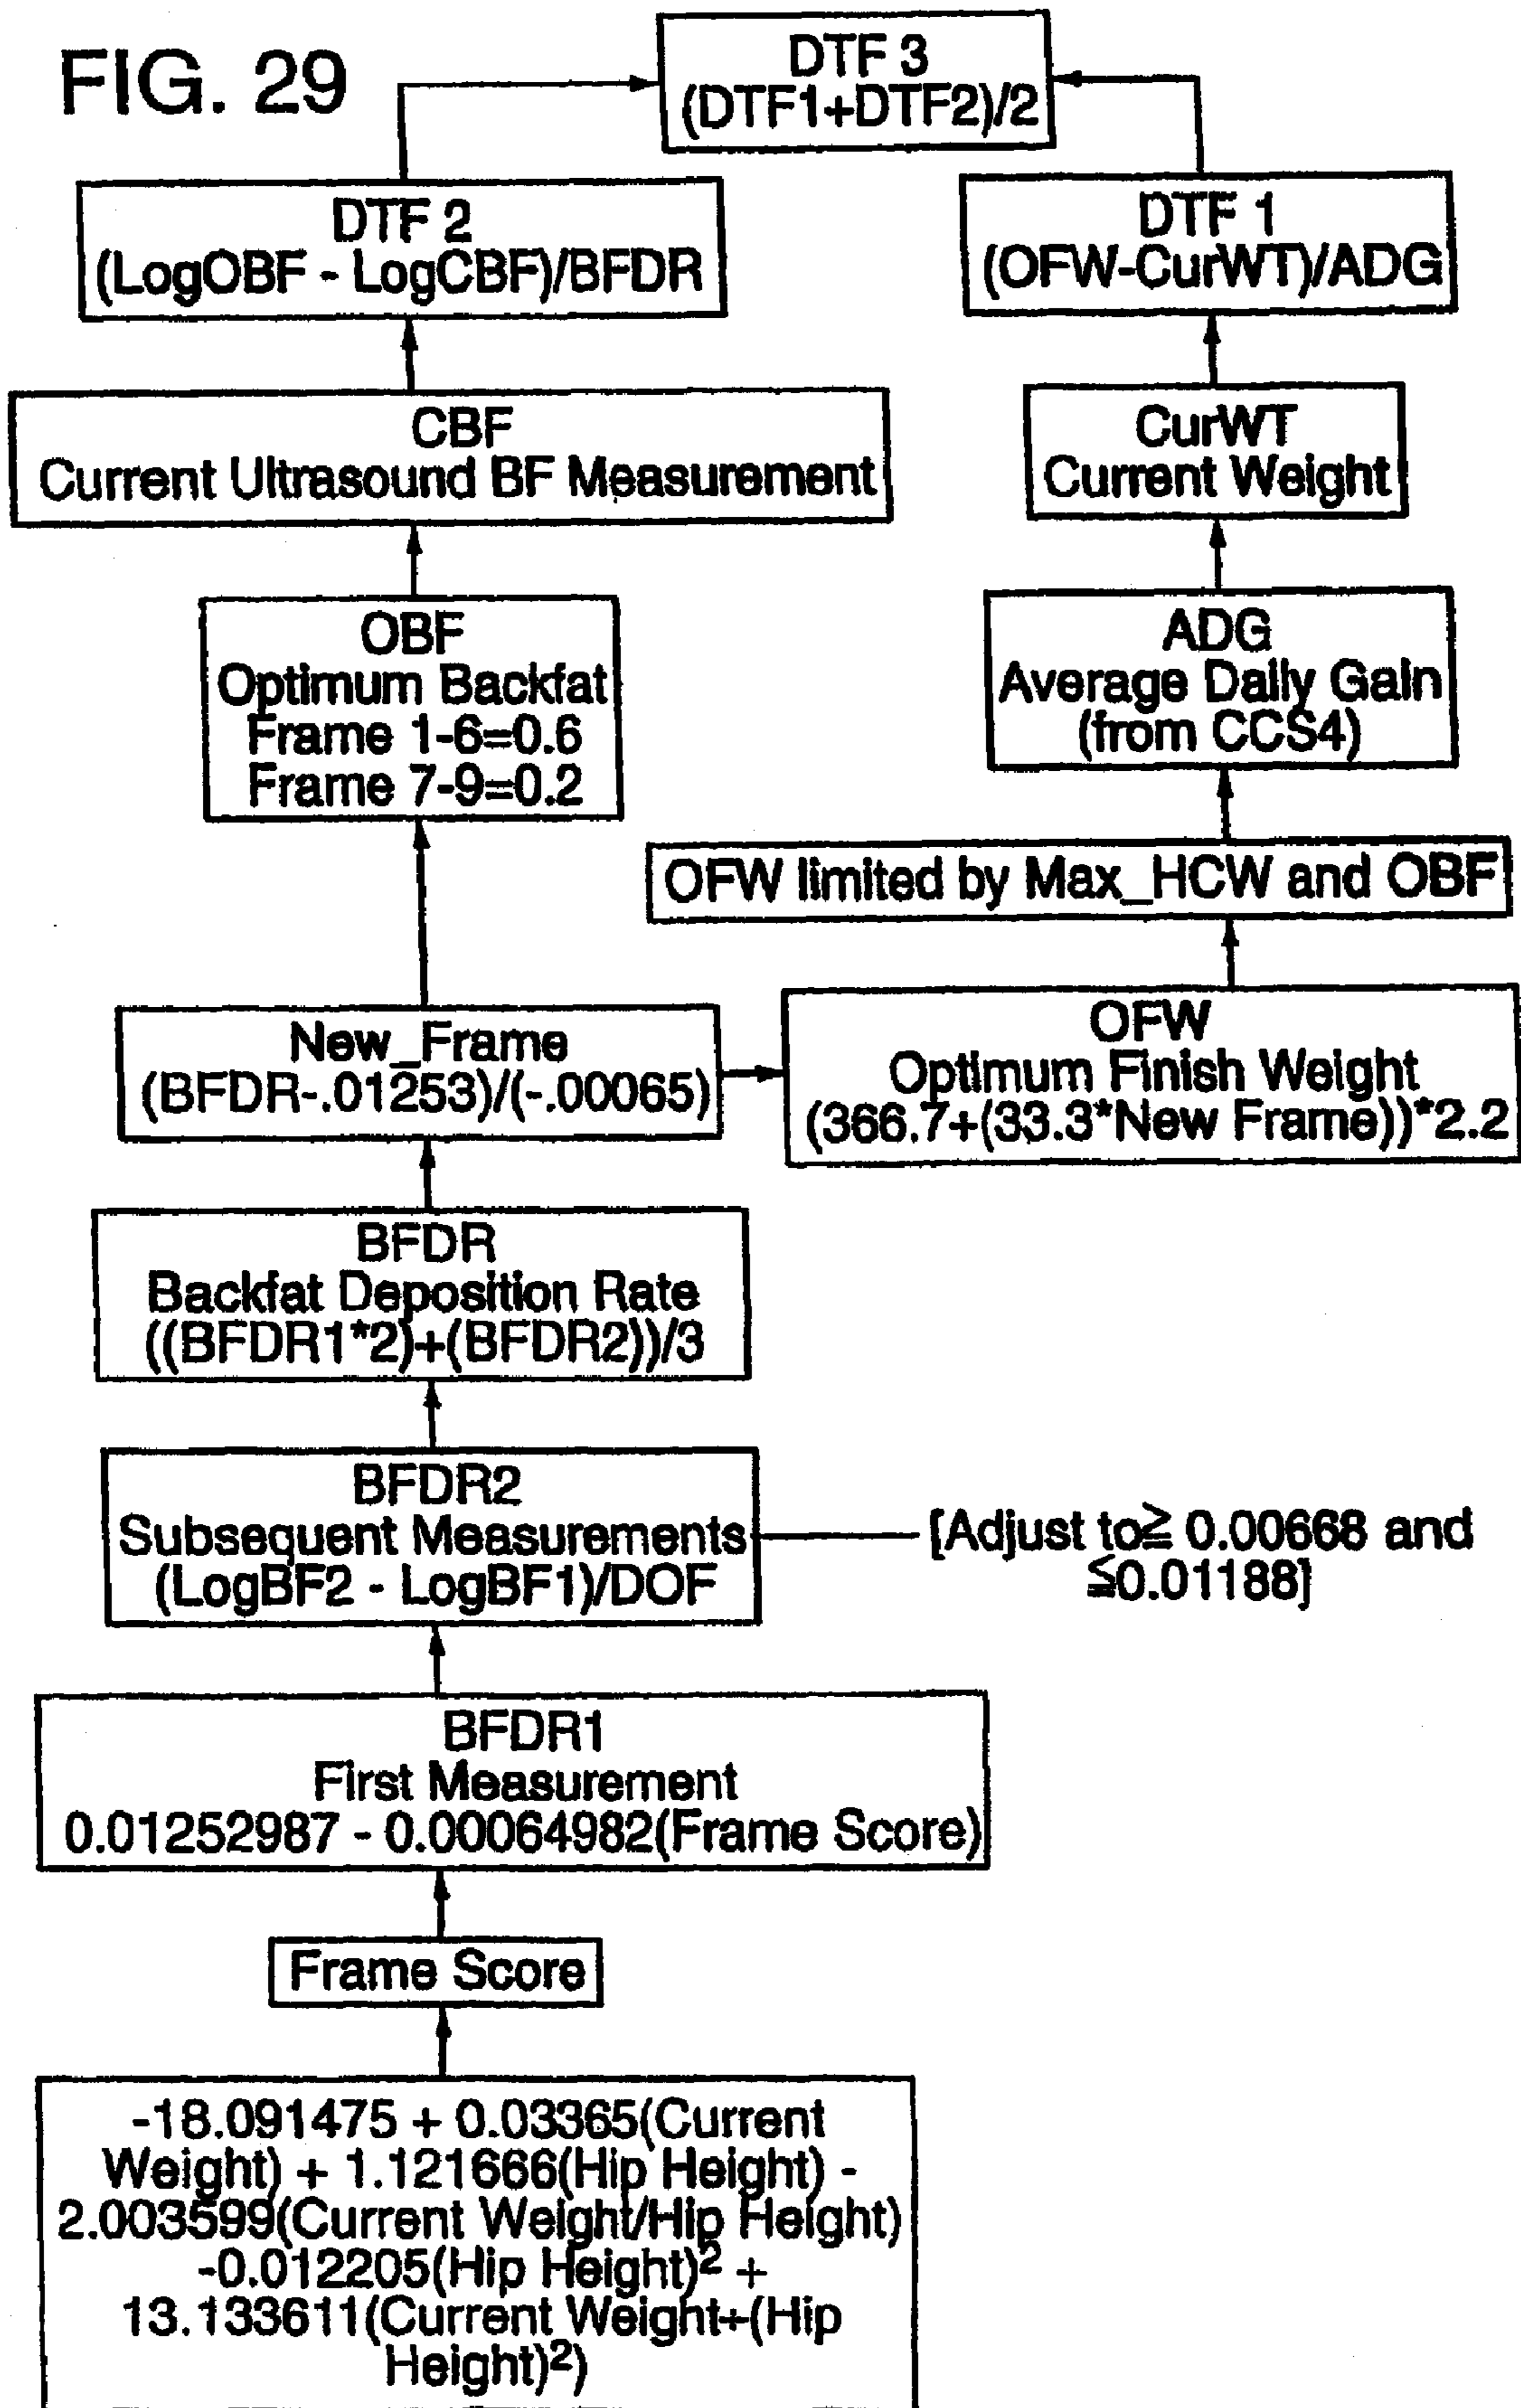 FIG. 29
DTF 3
(DTF1+DTF2)/2
DTF 2
(LogOBF - LogCBF)/BFDR
DTF 1
(OFW-CurWT)/ADG
CBF
Current Ultrasound BF Measurement
CurWT
Current Weight
OBF
Optimum Backfat
Frame 1-6=0.6
Frame 7-9=0.2
ADG
Average Daily Gain
(from CCS4)
OFW limited by Max_HCW and OBF
New_Frame
(BFDR-.01253)/(-.00065)
OFW
Optimum Finish Weight
(366.7+(33.3*New Frame))*2.2
BFDR
Backfat Deposition Rate
((BFDR1*2)+(BFDR2))/3
BFDR2
Subsequent Measurements
(LogBF2 - LogBF1)/DOF
[Adjust to≧ 0.00668 and
≦0.01188]
BFDR1
First Measurement
0.01252987 - 0.00064982(Frame Score)
Frame Score
-18.091475 + 0.03365(Current
Weight) + 1.121666(Hip Height) -
2.003599(Current Weight/Hip Height)
-0.012205(Hip Height)² +
13.133611(Current Weight÷(Hip
Height)²)